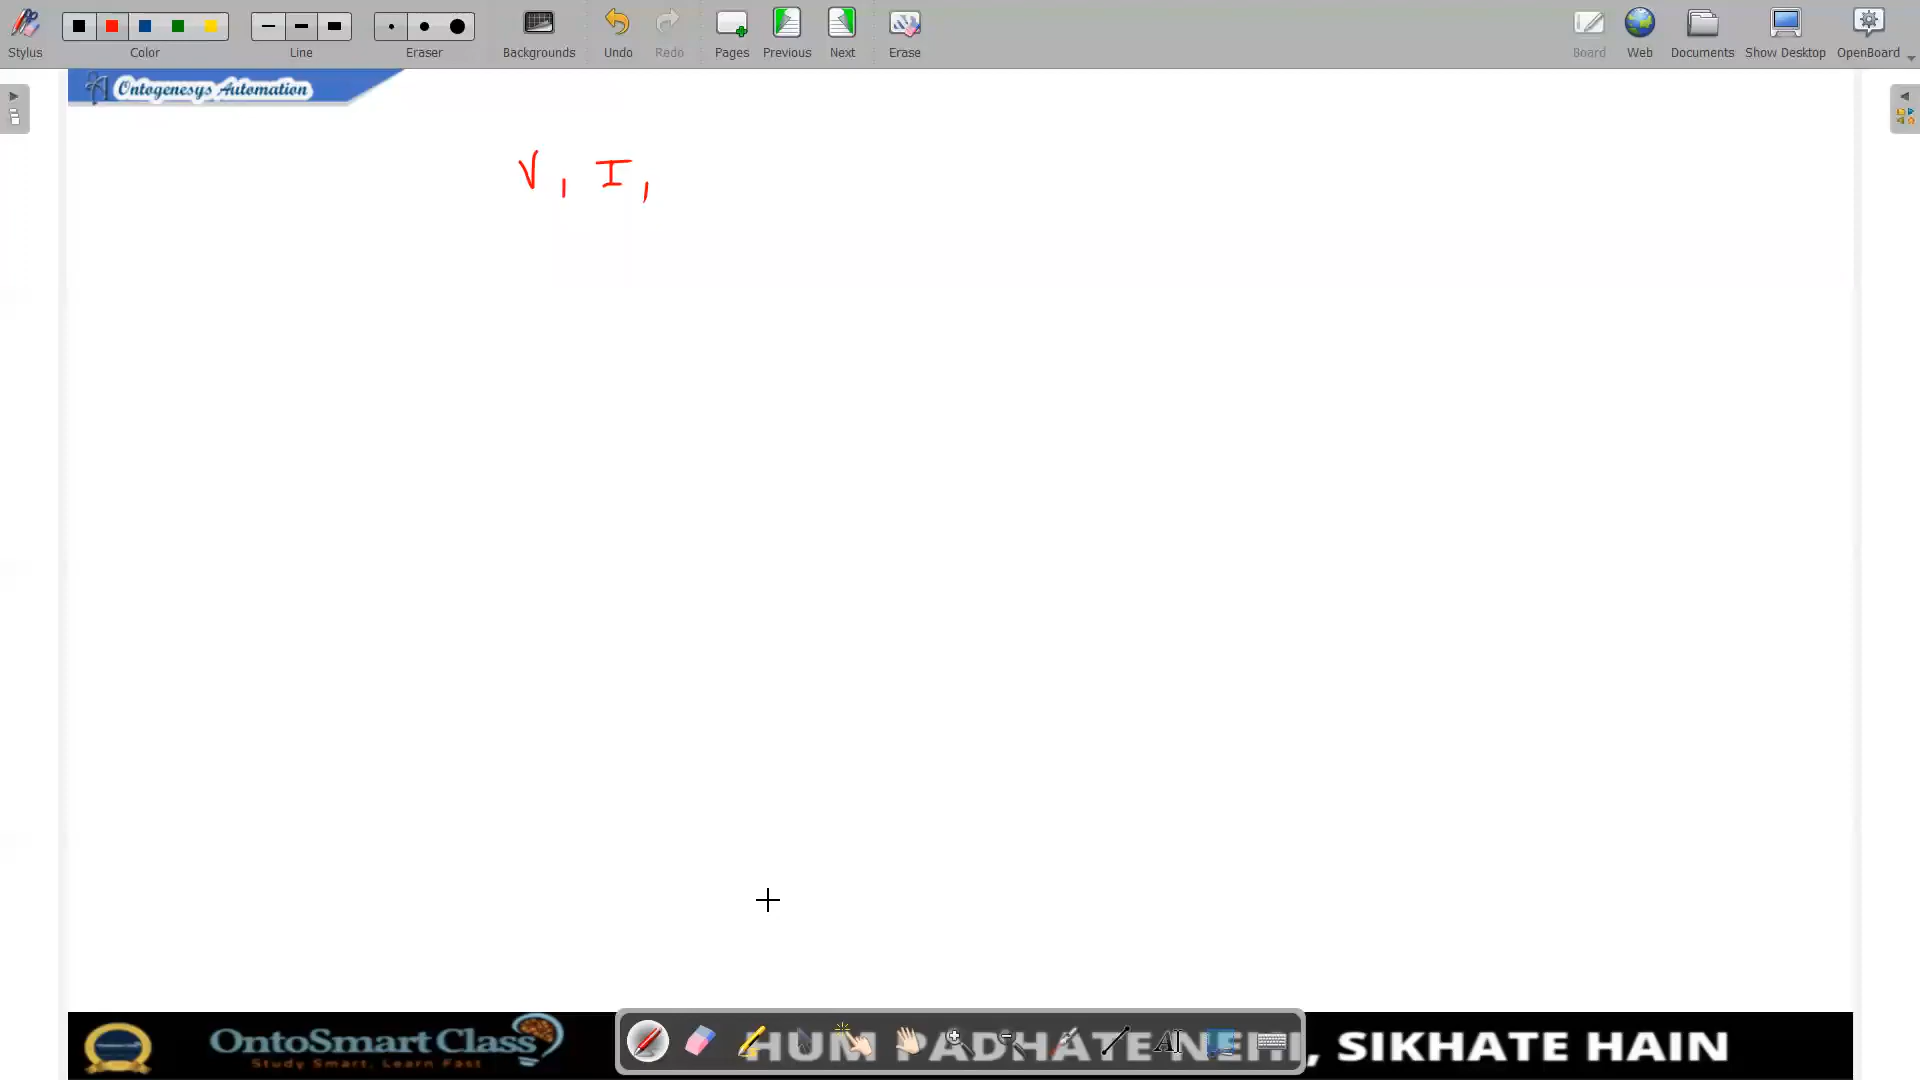 Stylus
Color
Line
Eraser
Backgrounds
Undo
Redo
Pages
Previous
Next
Erase
Board
Web
Documents
Show Desktop
OpenBoard
Ontogenesys Automation
V, I,
OntoSmart Class
Study Smart, Learn Fast
HUM PADHATE NEHI, SIKHATE HAIN